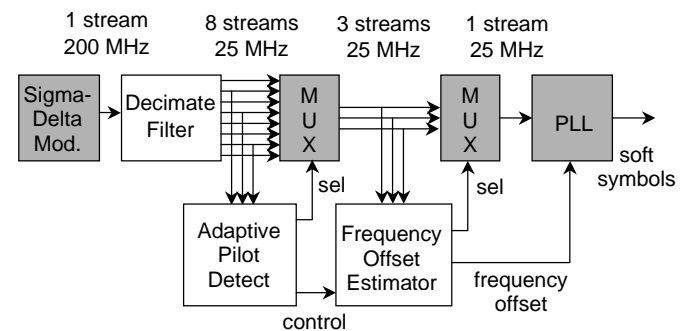 1 stream
200 MHz
8 streams
25 MHz
3 streams
25 MHz
1 stream
25 MHz
Sigma-
Delta
Mod.
Decimate
Filter
M
U
X
M
U
X
PLL
soft
symbols
sel
sel
Adaptive
Pilot
Detect
Frequency
Offset
Estimator
frequency
offset
control